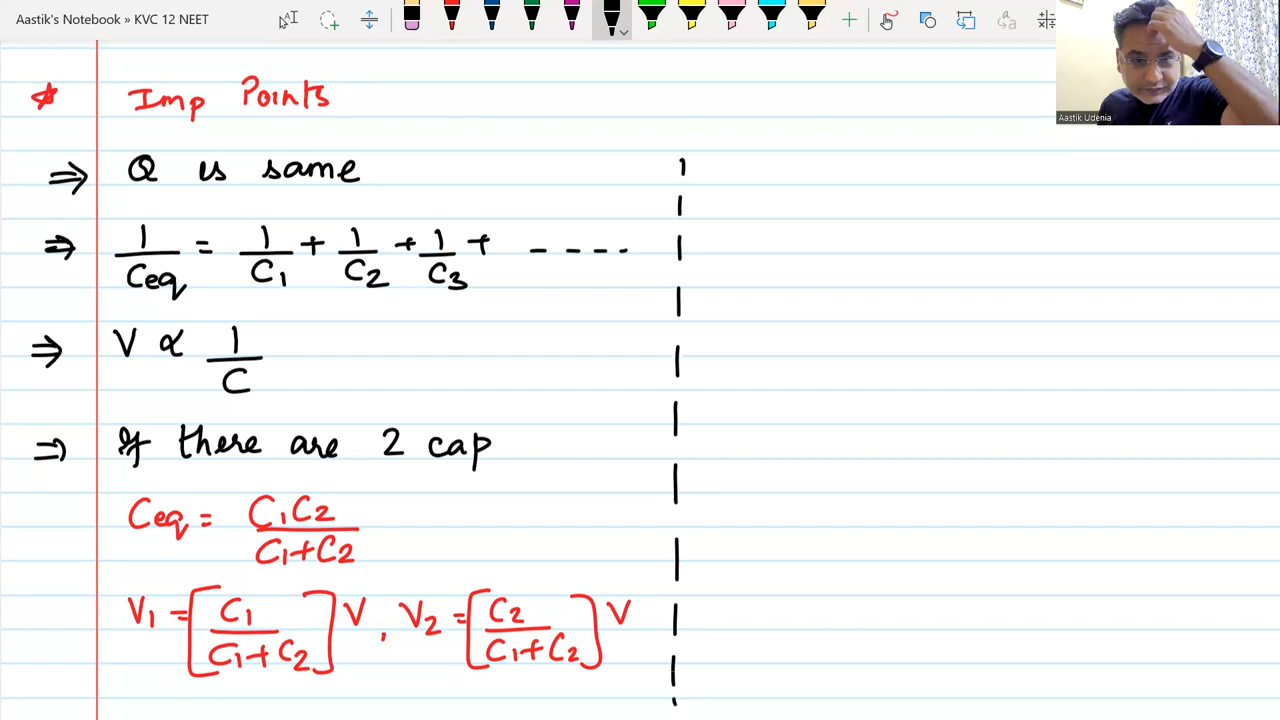 Aastik's Notebook » KVC 12 NEET
Aastik Udenia
* Imp Points
⇒ Q is same
⇒ 1/Ceq = 1/C1 + 1/C2 + 1/C3 + ----
⇒ V ∝ 1/C
⇒ If there are 2 cap
Ceq = C1C2/C1+C2
V1 = [C1/C1+C2] V , V2 = [C2/C1+C2] V